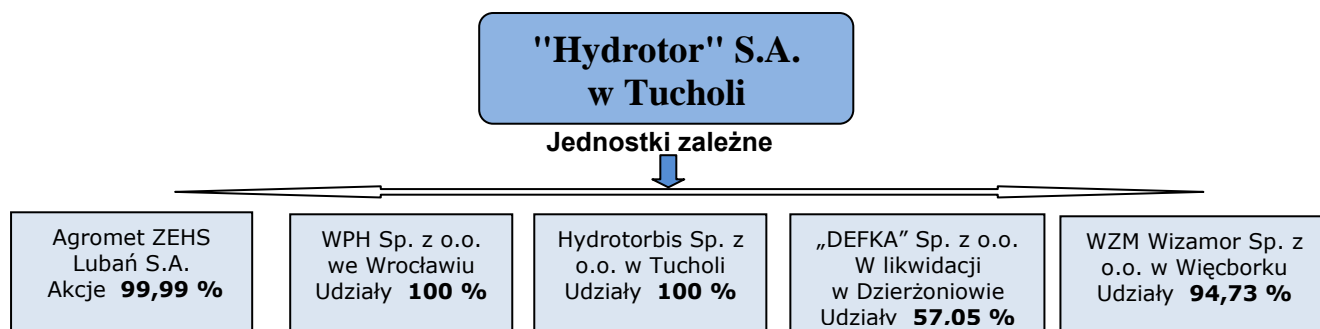 "Hydrotor" S.A.
w Tucholi
Jednostki zależne
Agromet ZEHS
Lubań S.A.
Akcje 99,99 %
WPH Sp. z o.o.
we Wrocławiu
Udziały 100 %
Hydrotorbis Sp. z
o.o. w Tucholi
Udziały 100 %
„DEFKA” Sp. z o.o.
W likwidacji
w Dzierżoniowie
Udziały 57,05 %
WZM Wizamor Sp. z
o.o. w Więcborku
Udziały 94,73 %